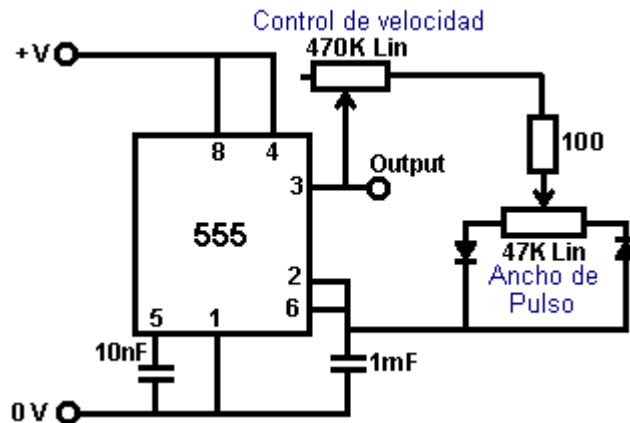 Control de velocidad
470K Lin
+V
8
4
100
3
Output
555
47K Lin
2
Ancho de
Pulso
6
5
1
10nF
1mF
0 V